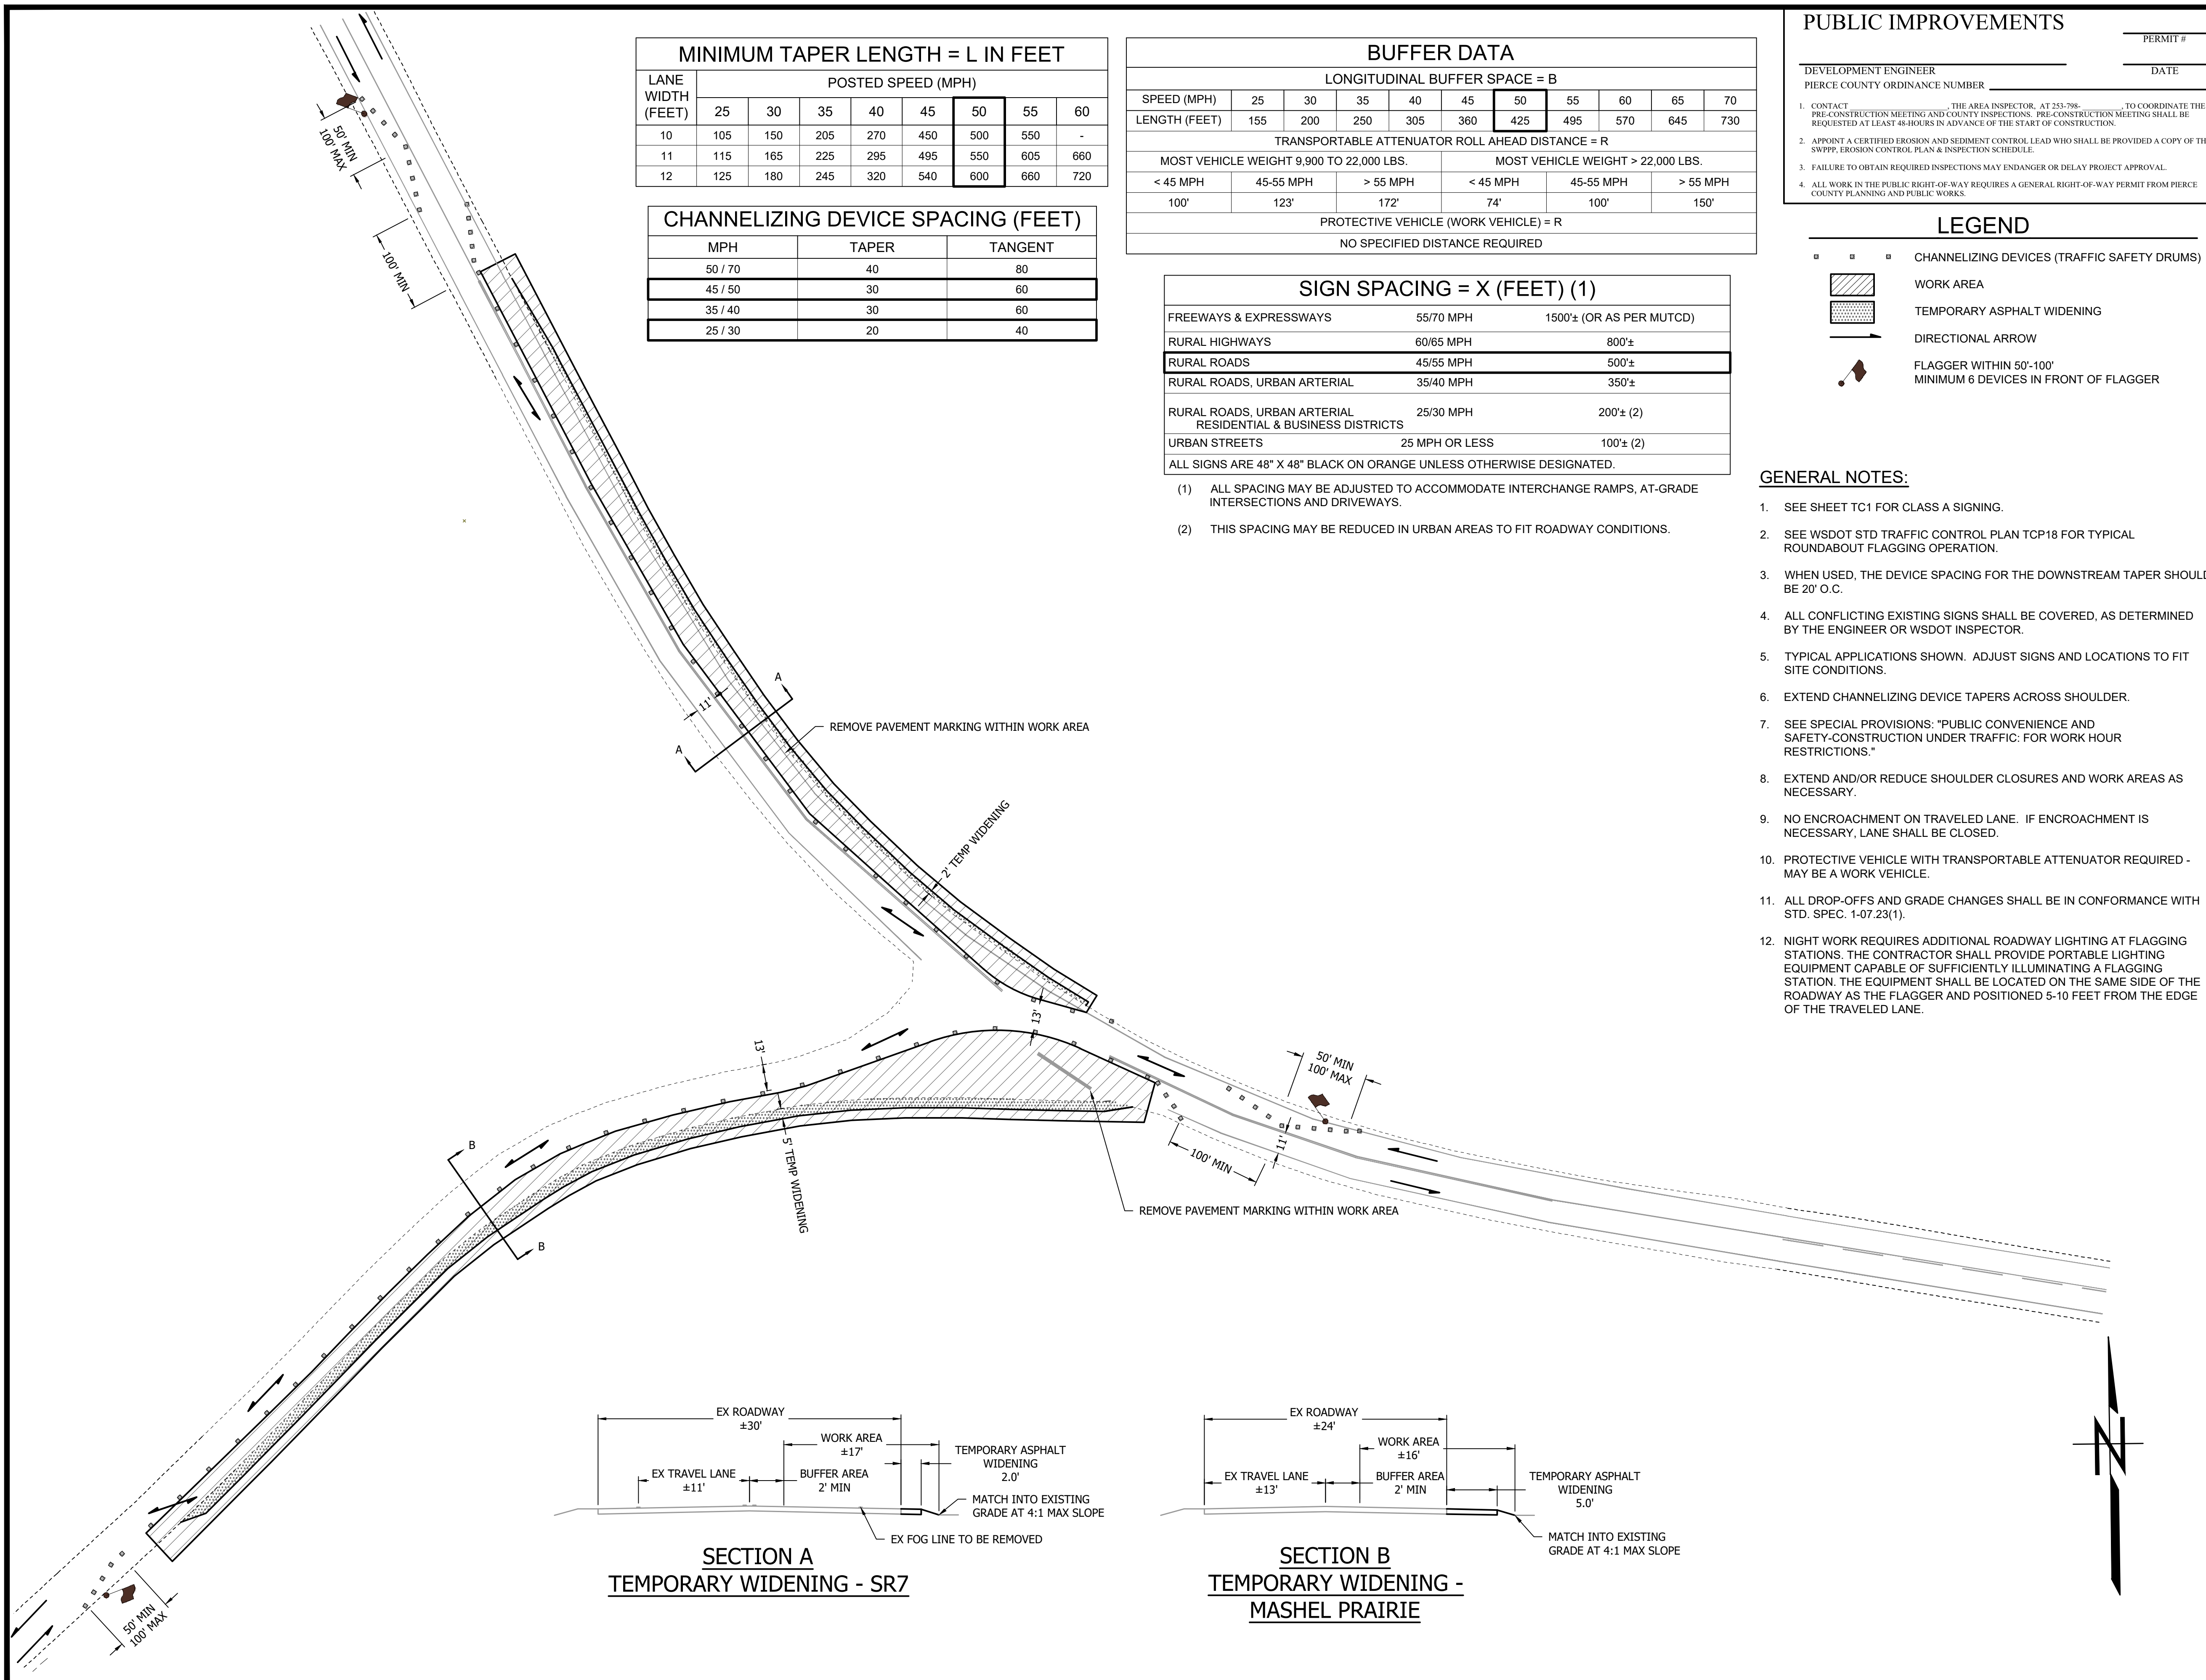 PUBLIC IMPROVEMENTS
PERMIT #
DEVELOPMENT ENGINEER
DATE
PIERCE COUNTY ORDINANCE NUMBER
1. CONTACT ____________, THE AREA INSPECTOR, AT 253-798-__________, TO COORDINATE THE
PRE-CONSTRUCTION MEETING AND COUNTY INSPECTIONS. PRE-CONSTRUCTION MEETING SHALL BE
REQUESTED AT LEAST 48-HOURS IN ADVANCE OF THE START OF CONSTRUCTION.
2. APPOINT A CERTIFIED EROSION AND SEDIMENT CONTROL LEAD WHO SHALL BE PROVIDED A COPY OF
SWPPP, EROSION CONTROL PLAN & INSPECTION SCHEDULE.
3. FAILURE TO OBTAIN REQUIRED INSPECTIONS MAY ENDANGER OR DELAY PROJECT APPROVAL.
4. ALL WORK IN THE PUBLIC RIGHT-OF-WAY REQUIRES A GENERAL RIGHT-OF-WAY PERMIT FROM PIERCE
COUNTY PLANNING AND PUBLIC WORKS.
MINIMUM TAPER LENGTH = L IN FEET
LANE WIDTH (FEET) POSTED SPEED (MPH)
25 30 35 40 45 50 55 60
10 105 150 205 270 450 500 550 -
11 115 165 225 295 495 550 605 660
12 125 180 245 320 540 600 660 720
CHANNELIZING DEVICE SPACING (FEET)
MPH TAPER TANGENT
50 / 70 40 80
45 / 50 30 60
35 / 40 30 60
25 / 30 20 40
BUFFER DATA
LONGITUDINAL BUFFER SPACE = B
SPEED (MPH) 25 30 35 40 45 50 55 60 65 70
LENGTH (FEET) 155 200 250 305 360 425 495 570 645 730
TRANSPORTABLE ATTENUATOR ROLL AHEAD DISTANCE = R
MOST VEHICLE WEIGHT 9,900 TO 22,000 LBS. MOST VEHICLE WEIGHT > 22,000 LBS.
< 45 MPH 45-55 MPH > 55 MPH < 45 MPH 45-55 MPH > 55 MPH
100' 123' 172' 74' 100' 150'
PROTECTIVE VEHICLE (WORK VEHICLE) = R
NO SPECIFIED DISTANCE REQUIRED
SIGN SPACING = X (FEET) (1)
FREEWAYS & EXPRESSWAYS 55/70 MPH 1500'± (OR AS PER MUTCD)
RURAL HIGHWAYS 60/65 MPH 800'±
RURAL ROADS 45/55 MPH 500'±
RURAL ROADS, URBAN ARTERIAL 35/40 MPH 350'±
RURAL ROADS, URBAN ARTERIAL 25/30 MPH 200'± (2)
RESIDENTIAL & BUSINESS DISTRICTS
URBAN STREETS 25 MPH OR LESS 100'± (2)
ALL SIGNS ARE 48" X 48" BLACK ON ORANGE UNLESS OTHERWISE DESIGNATED.
(1) ALL SPACING MAY BE ADJUSTED TO ACCOMMODATE INTERCHANGE RAMPS, AT-GRADE
INTERSECTIONS AND DRIVEWAYS.
(2) THIS SPACING MAY BE REDUCED IN URBAN AREAS TO FIT ROADWAY CONDITIONS.
LEGEND
CHANNELIZING DEVICES (TRAFFIC SAFETY DRUMS)
WORK AREA
TEMPORARY ASPHALT WIDENING
DIRECTIONAL ARROW
FLAGGER WITHIN 50'-100'
MINIMUM 6 DEVICES IN FRONT OF FLAGGER
GENERAL NOTES:
1. SEE SHEET TC1 FOR CLASS A SIGNING.
2. SEE WSDOT STD TRAFFIC CONTROL PLAN TCP18 FOR TYPICAL
ROUNDABOUT FLAGGING OPERATION.
3. WHEN USED, THE DEVICE SPACING FOR THE DOWNSTREAM TAPER
BE 20' O.C.
4. ALL CONFLICTING EXISTING SIGNS SHALL BE COVERED, AS DETERMINED
BY THE ENGINEER OR WSDOT INSPECTOR.
5. TYPICAL APPLICATIONS SHOWN. ADJUST SIGNS AND LOCATIONS TO FIT
SITE CONDITIONS.
6. EXTEND CHANNELIZING DEVICE TAPERS ACROSS SHOULDER.
7. SEE SPECIAL PROVISIONS: "PUBLIC CONVENIENCE AND
SAFETY-CONSTRUCTION UNDER TRAFFIC: FOR WORK HOUR
RESTRICTIONS."
8. EXTEND AND/OR REDUCE SHOULDER CLOSURES AND WORK AREAS AS
NECESSARY.
9. NO ENCROACHMENT ON TRAVELED LANE. IF ENCROACHMENT IS
NECESSARY, LANE SHALL BE CLOSED.
10. PROTECTIVE VEHICLE WITH TRANSPORTABLE ATTENUATOR REQUIRED -
MAY BE A WORK VEHICLE.
11. ALL DROP-OFFS AND GRADE CHANGES SHALL BE IN CONFORMANCE WITH
STD. SPEC. 1-07.23(1).
12. NIGHT WORK REQUIRES ADDITIONAL ROADWAY LIGHTING AT FLAGGING
STATIONS. THE CONTRACTOR SHALL PROVIDE PORTABLE LIGHTING
EQUIPMENT CAPABLE OF SUFFICIENTLY ILLUMINATING A FLAGGING
STATION. THE EQUIPMENT SHALL BE LOCATED ON THE SAME SIDE OF THE
ROADWAY AS THE FLAGGER AND POSITIONED 5-10 FEET FROM THE EDGE
OF THE TRAVELED LANE.
50' MIN
100' MAX
100' MIN
A
11'
A
REMOVE PAVEMENT MARKING WITHIN WORK AREA
2' TEMP WIDENING
13'
13'
50' MIN
100' MAX
11'
100' MIN
B
5' TEMP WIDENING
REMOVE PAVEMENT MARKING WITHIN WORK AREA
B
50' MIN
100' MAX
N
EX ROADWAY
±30'
WORK AREA
±17'
EX TRAVEL LANE
±11'
BUFFER AREA
2' MIN
TEMPORARY ASPHALT
WIDENING
2.0'
MATCH INTO EXISTING
GRADE AT 4:1 MAX SLOPE
EX FOG LINE TO BE REMOVED
SECTION A
TEMPORARY WIDENING - SR7
EX ROADWAY
±24'
WORK AREA
±16'
EX TRAVEL LANE
±13'
BUFFER AREA
2' MIN
TEMPORARY ASPHALT
WIDENING
5.0'
MATCH INTO EXISTING
GRADE AT 4:1 MAX SLOPE
SECTION B
TEMPORARY WIDENING -
MASHEL PRAIRIE